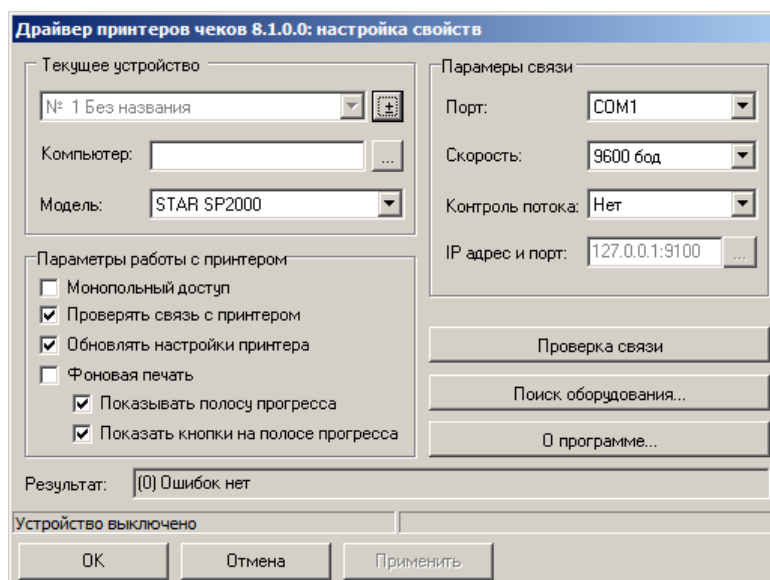 Драйвер принтеров чеков 8.1.0.0: настройка свойств
Текущее устройство
№ 1 Без названия
±
Компьютер:
...
Модель: STAR SP2000
Параметры работы с принтером
Монопольный доступ
Проверять связь с принтером
Обновлять настройки принтера
Фоновая печать
Показывать полосу прогресса
Показать кнопки на полосе прогресса
Парамеры связи
Порт: COM1
Скорость: 9600 бод
Контроль потока: Нет
IP адрес и порт: 127.0.0.1:9100 ...
Проверка связи
Поиск оборудования...
О программе...
Результат: (0) Ошибок нет
Устройство выключено
OK Отмена Применить